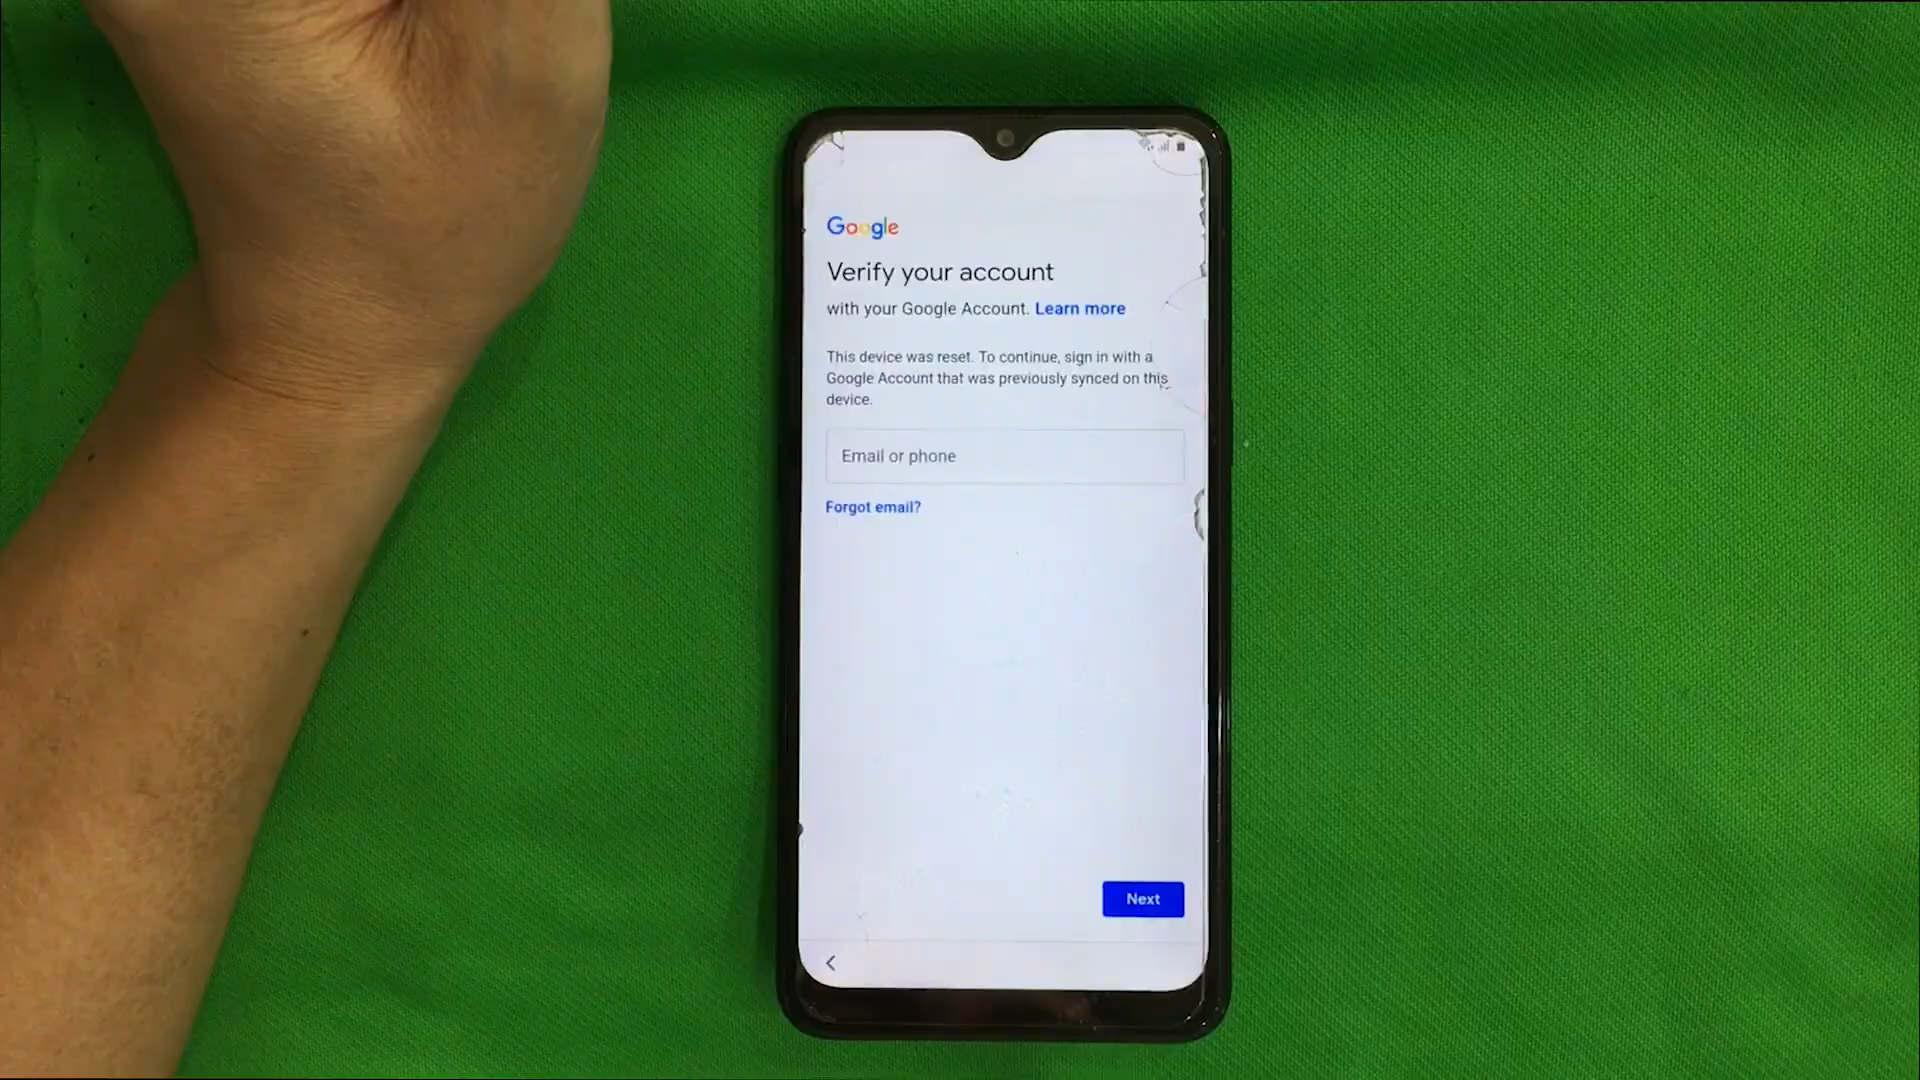 Google
Verify your account
with your Google Account. Learn more
This device was reset. To continue, sign in with a
Google Account that was previously synced on this
device.
Email or phone
Forgot email?
Next